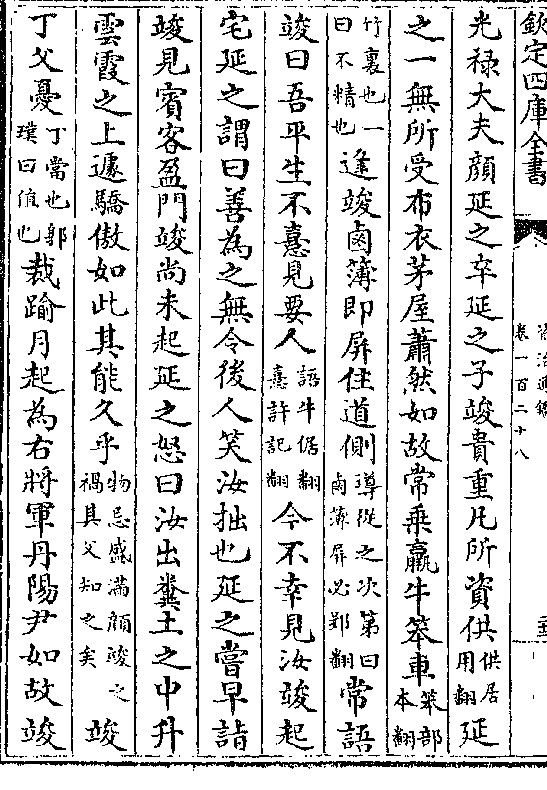 欽定四庫全書
資治通鑑
卷一百二十八
光祿大夫顏延之卒延之子竣貴重凡所資供供居用翻延
之一無所受布衣茅屋蕭然如故常乘羸牛笨車笨部本翻
竹裏也一曰不精也逢竣鹵簿即屏住道側導從之次第曰鹵簿屏必郢翻常語
竣曰吾平生不憙見要人語牛倨翻憙許記翻今不幸見汝竣起
宅延之謂曰善為之無令後人笑汝拙也延之嘗早詣
竣見賓客盈門竣尚未起延之怒曰汝出糞土之中升
雲霞之上遽驕傲如此其能久乎物忌盛滿顏竣之禍其父知之矣竣
丁父憂丁當也郭璞曰值也裁踰月起為右將軍丹陽尹如故竣